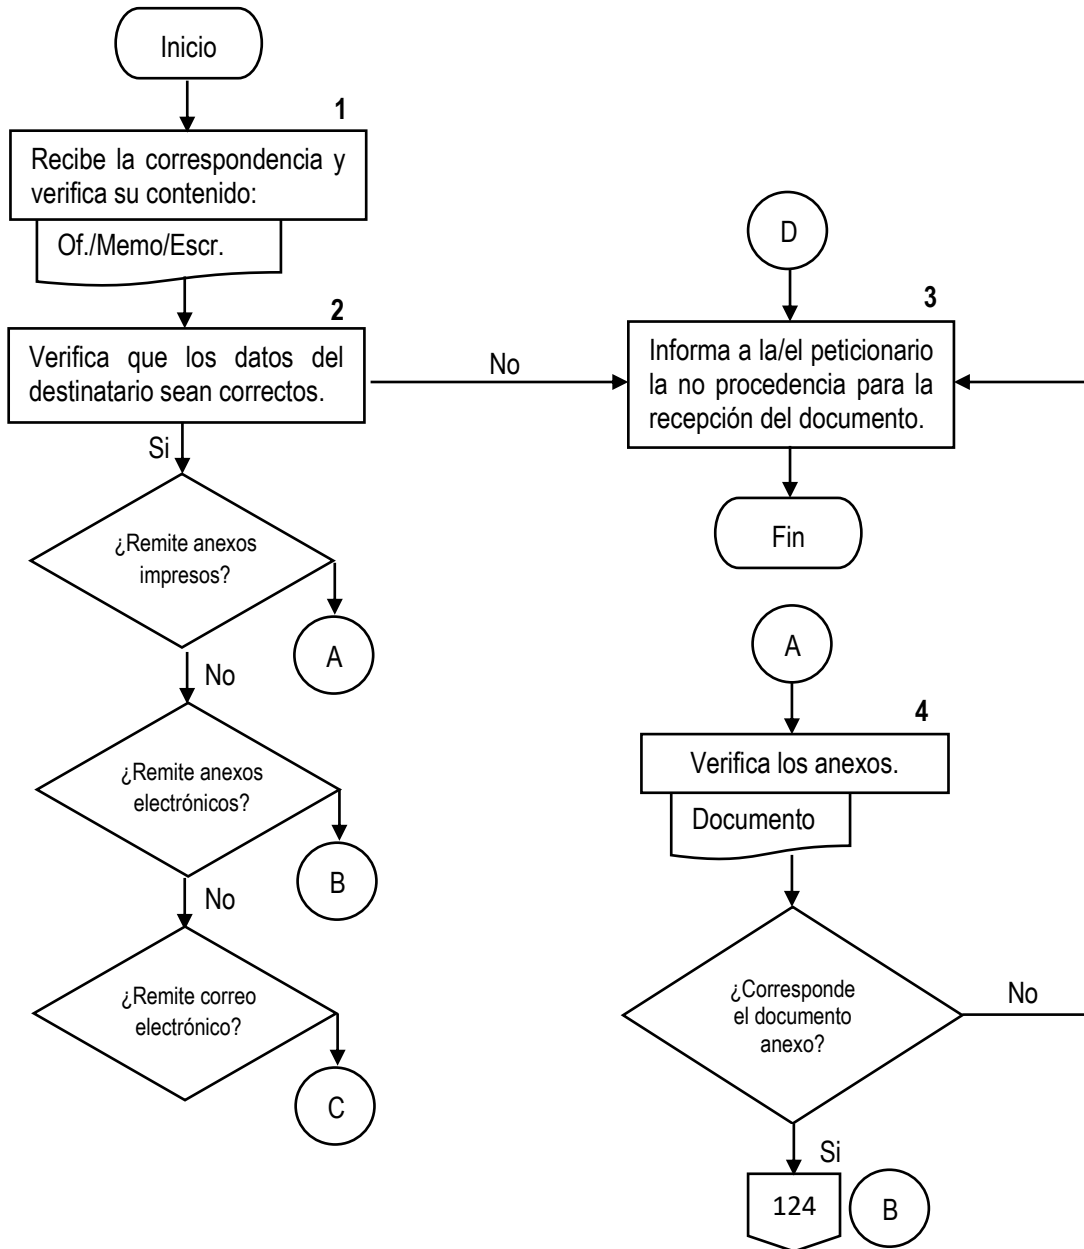 Inicio
1
Recibe la correspondencia y
verifica su contenido:
Of./Memo/Escr.
2
Verifica que los datos del
destinatario sean correctos.
No
Si
¿Remite anexos
impresos?
A
No
¿Remite anexos
electrónicos?
B
No
¿Remite correo
electrónico?
C
D
3
Informa a la/el peticionario
la no procedencia para la
recepción del documento.
Fin
A
4
Verifica los anexos.
Documento
¿Corresponde
el documento
anexo?
No
Si
124
B